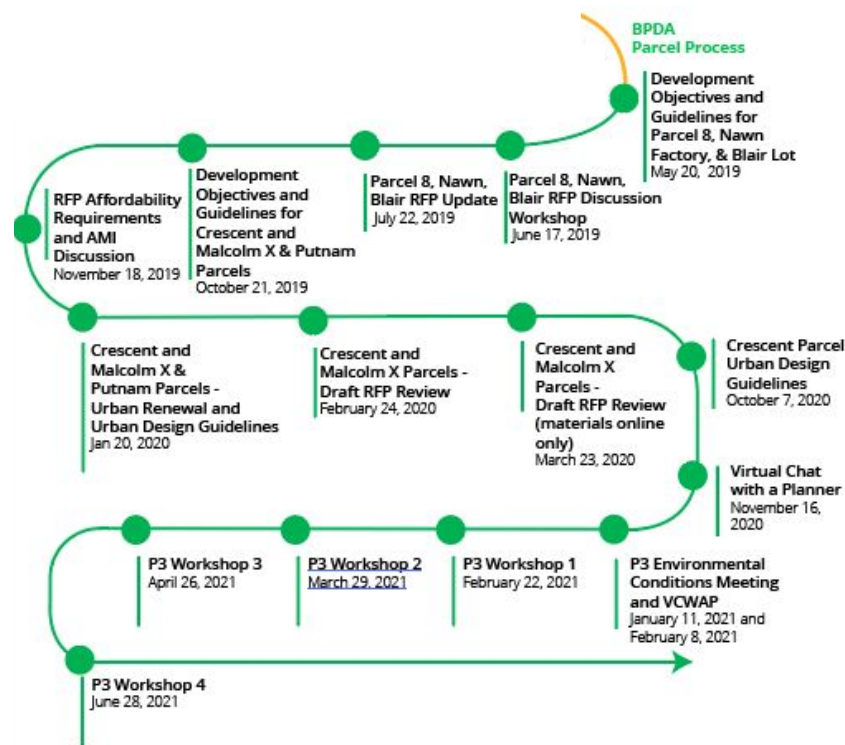 BPDA
Parcel Process
Development
Objectives and
Guidelines for
Parcel 8, Nawn
Factory, & Blair Lot
May 20, 2019
Parcel 8, Nawn,
Blair RFP Discussion
Workshop
June 17, 2019
Parcel 8, Nawn,
Blair RFP Update
July 22, 2019
Development
Objectives and
Guidelines for
Crescent and
Malcolm X & Putnam
Parcels
October 21, 2019
RFP Affordability
Requirements
and AMI
Discussion
November 18, 2019
Crescent and
Malcolm X &
Putnam Parcels -
Urban Renewal and
Urban Design Guidelines
Jan 20, 2020
Crescent and
Malcolm X Parcels -
Draft RFP Review
February 24, 2020
Crescent and
Malcolm X
Parcels -
Draft RFP Review
(materials online
only)
March 23, 2020
Crescent Parcel
Urban Design
Guidelines
October 7, 2020
Virtual Chat
with a Planner
November 16,
2020
P3 Environmental
Conditions Meeting
and VCWAP
January 11, 2021 and
February 8, 2021
P3 Workshop 1
February 22, 2021
P3 Workshop 2
March 29, 2021
P3 Workshop 3
April 26, 2021
P3 Workshop 4
June 28, 2021